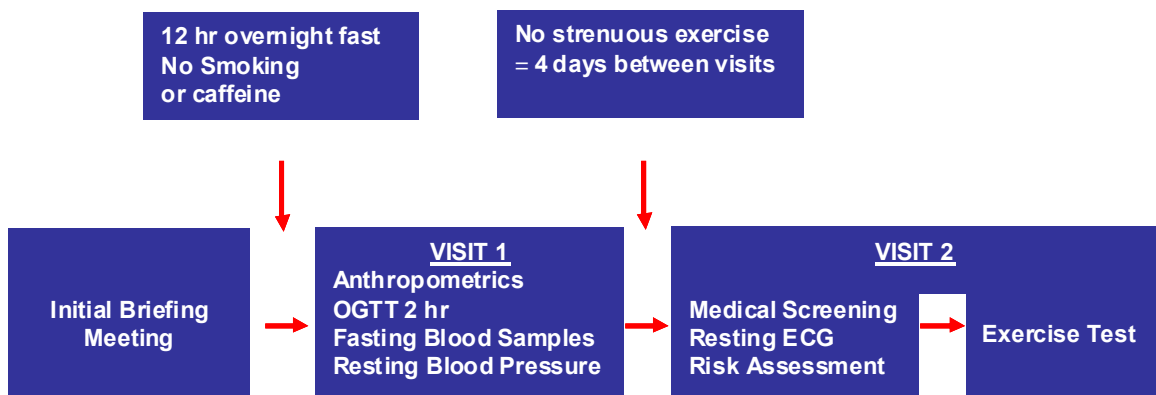 12 hr overnight fast
No Smoking
or caffeine
No strenuous exercise
= 4 days between visits
Initial Briefing
Meeting
VISIT 1
Anthropometrics
OGTT 2 hr
Fasting Blood Samples
Resting Blood Pressure
VISIT 2
Medical Screening
Resting ECG
Risk Assessment
Exercise Test